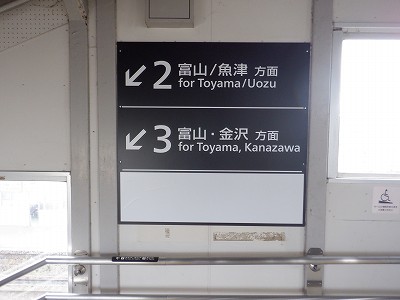 ↙ 2 富山/魚津 方面
for Toyama/Uozu
↙ 3 富山・金沢 方面
for Toyama, Kanazawa